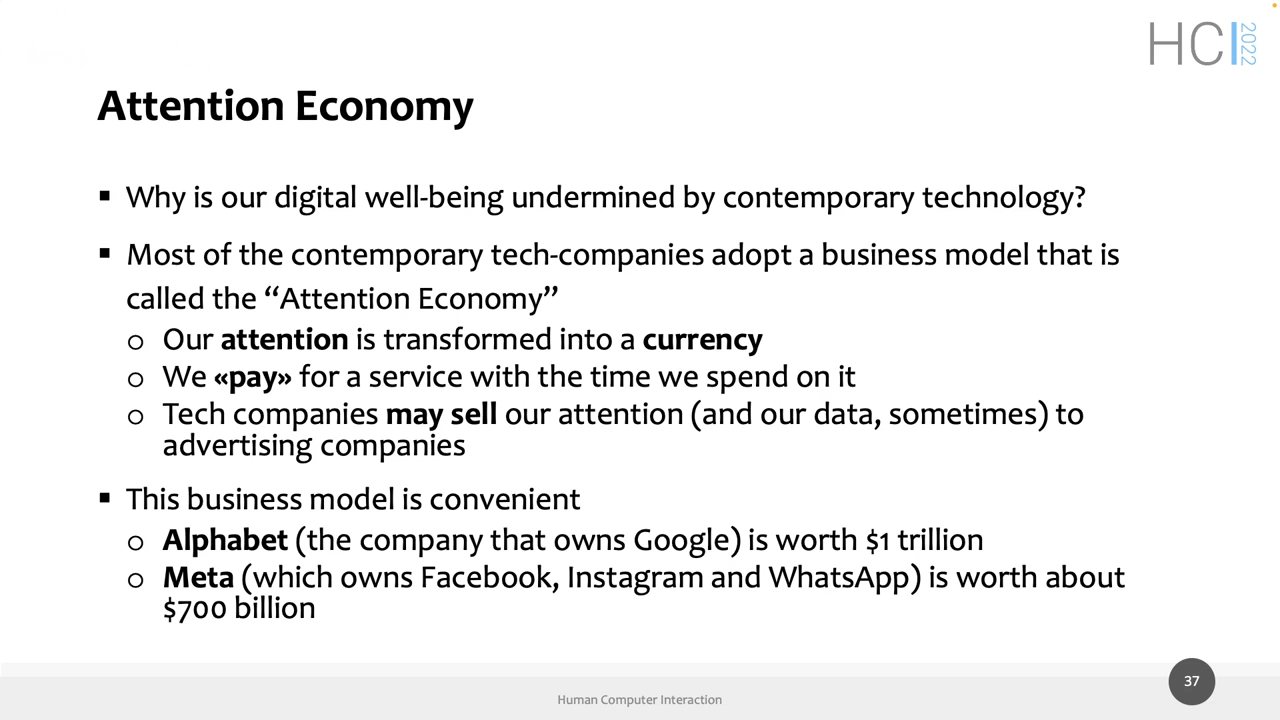 HCI 2022
Attention Economy
▪ Why is our digital well-being undermined by contemporary technology?
▪ Most of the contemporary tech-companies adopt a business model that is
called the “Attention Economy”
o Our attention is transformed into a currency
o We «pay» for a service with the time we spend on it
o Tech companies may sell our attention (and our data, sometimes) to
advertising companies
▪ This business model is convenient
o Alphabet (the company that owns Google) is worth $1 trillion
o Meta (which owns Facebook, Instagram and WhatsApp) is worth about
$700 billion
Human Computer Interaction
37